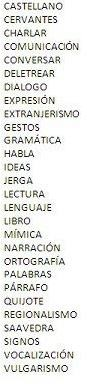 CASTELLANO
CERVANTES
CHARLAR
COMUNICACIÓN
CONVERSAR
DELETREAR
DIALOGO
EXPRESIÓN
EXTRANJERISMO
GESTOS
GRAMÁTICA
HABLA
IDEAS
JERGA
LECTURA
LENGUAJE
LIBRO
MÍMICA
NARRACIÓN
ORTOGRAFÍA
PALABRAS
PÁRRAFO
QUIJOTE
REGIONALISMO
SAAVEDRA
SIGNOS
VOCALIZACIÓN
VULGARISMO